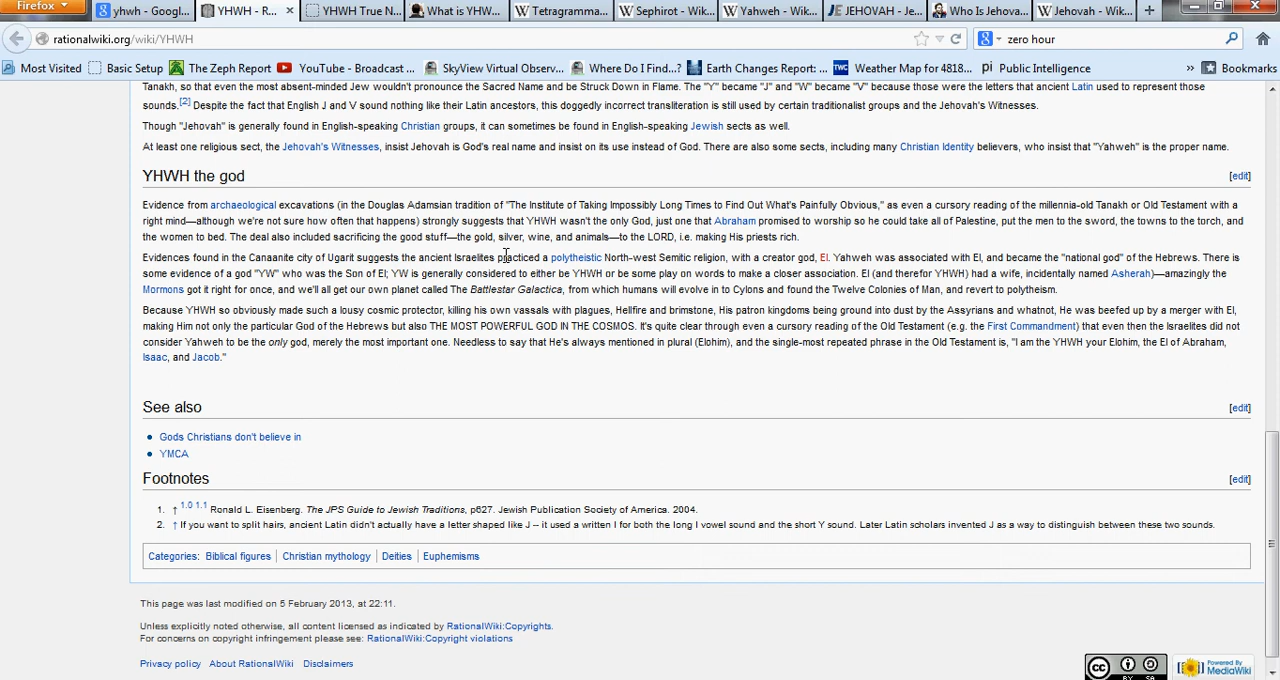 Firefox
yhwh - Googl...
YHWH - R...
YHWH True N...
What is YHW...
Tetragramma...
Sephirot - Wik...
Yahweh - Wik...
JEHOVAH - Je...
Who Is Jehova...
Jehovah - Wik...
rationalwiki.org/wiki/YHWH
zero hour
Most Visited
Basic Setup
The Zeph Report
YouTube - Broadcast ...
SkyView Virtual Observ...
Where Do I Find...?
Earth Changes Report: ...
Weather Map for 4818...
Public Intelligence
»
Bookmarks
Tanakh, so that even the most absent-minded Jew wouldn't pronounce the Sacred Name and be Struck Down in Flame. The "Y" became "J" and "W" became "V" because those were the letters that ancient Latin used to represent those
sounds.[2] Despite the fact that English J and V sound nothing like their Latin ancestors, this doggedly incorrect transliteration is still used by certain traditionalist groups and the Jehovah's Witnesses.
Though "Jehovah" is generally found in English-speaking Christian groups, it can sometimes be found in English-speaking Jewish sects as well.
At least one religious sect, the Jehovah's Witnesses, insist Jehovah is God's real name and insist on its use instead of God. There are also some sects, including many Christian Identity believers, who insist that "Yahweh" is the proper name.
YHWH the god
[edit]
Evidence from archaeological excavations (in the Douglas Adamsian tradition of "The Institute of Taking Impossibly Long Times to Find Out What's Painfully Obvious," as even a cursory reading of the millennia-old Tanakh or Old Testament with a
right mind—although we're not sure how often that happens) strongly suggests that YHWH wasn't the only God, just one that Abraham promised to worship so he could take all of Palestine, put the men to the sword, the towns to the torch, and
the women to bed. The deal also included sacrificing the good stuff—the gold, silver, wine, and animals—to the LORD, i.e. making His priests rich.
Evidences found in the Canaanite city of Ugarit suggests the ancient Israelites practiced a polytheistic North-west Semitic religion, with a creator god, El. Yahweh was associated with El, and became the "national god" of the Hebrews. There is
some evidence of a god "YW" who was the Son of El; YW is generally considered to either be YHWH or be some play on words to make a closer association. El (and therefor YHWH) had a wife, incidentally named Asherah)—amazingly the
Mormons got it right for once, and we'll all get our own planet called The Battlestar Galactica, from which humans will evolve in to Cylons and found the Twelve Colonies of Man, and revert to polytheism.
Because YHWH so obviously made such a lousy cosmic protector, killing his own vassals with plagues, Hellfire and brimstone, His patron kingdoms being ground into dust by the Assyrians and whatnot, He was beefed up by a merger with El,
making Him not only the particular God of the Hebrews but also THE MOST POWERFUL GOD IN THE COSMOS. It's quite clear through even a cursory reading of the Old Testament (e.g. the First Commandment) that even then the Israelites did not
consider Yahweh to be the only god, merely the most important one. Needless to say that He's always mentioned in plural (Elohim), and the single-most repeated phrase in the Old Testament is, "I am the YHWH your Elohim, the El of Abraham,
Isaac, and Jacob."
See also
[edit]
Gods Christians don't believe in
YMCA
Footnotes
[edit]
1. ↑ 1.0 1.1 Ronald L. Eisenberg. The JPS Guide to Jewish Traditions, p627. Jewish Publication Society of America. 2004.
2. ↑ If you want to split hairs, ancient Latin didn't actually have a letter shaped like J – it used a written I for both the long I vowel sound and the short Y sound. Later Latin scholars invented J as a way to distinguish between these two sounds.
Categories: Biblical figures | Christian mythology | Deities | Euphemisms
This page was last modified on 5 February 2013, at 22:11.
Unless explicitly noted otherwise, all content licensed as indicated by RationalWiki:Copyrights.
For concerns on copyright infringement please see: RationalWiki:Copyright violations
Privacy policy
About RationalWiki
Disclaimers
Powered By
MediaWiki